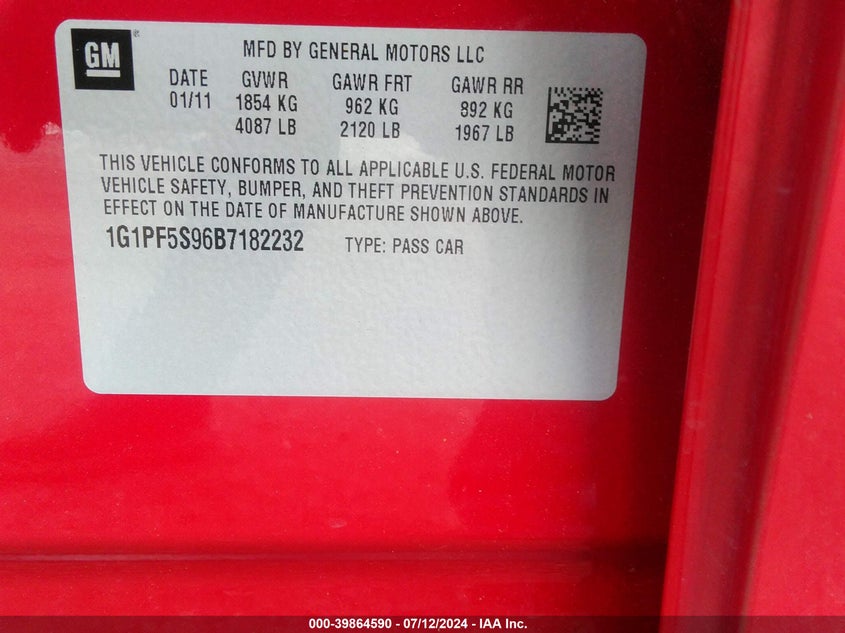 GM
MFD BY GENERAL MOTORS LLC
DATE GVWR GAWR FRT GAWR RR
01/11 1854 KG 962 KG 892 KG
4087 LB 2120 LB 1967 LB
THIS VEHICLE CONFORMS TO ALL APPLICABLE U.S. FEDERAL MOTOR
VEHICLE SAFETY, BUMPER, AND THEFT PREVENTION STANDARDS IN
EFFECT ON THE DATE OF MANUFACTURE SHOWN ABOVE.
1G1PF5S96B7182232 TYPE: PASS CAR
000-39864590 - 07/12/2024 - IAA Inc.